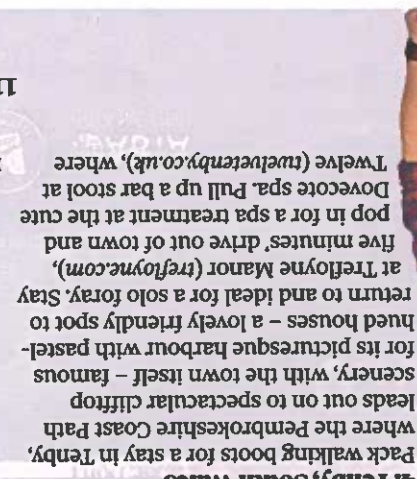 4. Tenby, South Wales
Pack walking boots for a stay in Tenby,
where the Pembrokeshire Coast Path
leads out on to spectacular clifftop
scenery, with the town itself – famous
for its picturesque harbour with pastel-
hued houses – a lovely friendly spot to
return to and ideal for a solo foray. Stay
at Trefloyne Manor (trefloyne.com),
five minutes' drive out of town and
pop in for a spa treatment at the cute
Dovecote spa. Pull up a bar stool at
Twelve (twelvetenby.co.uk), where